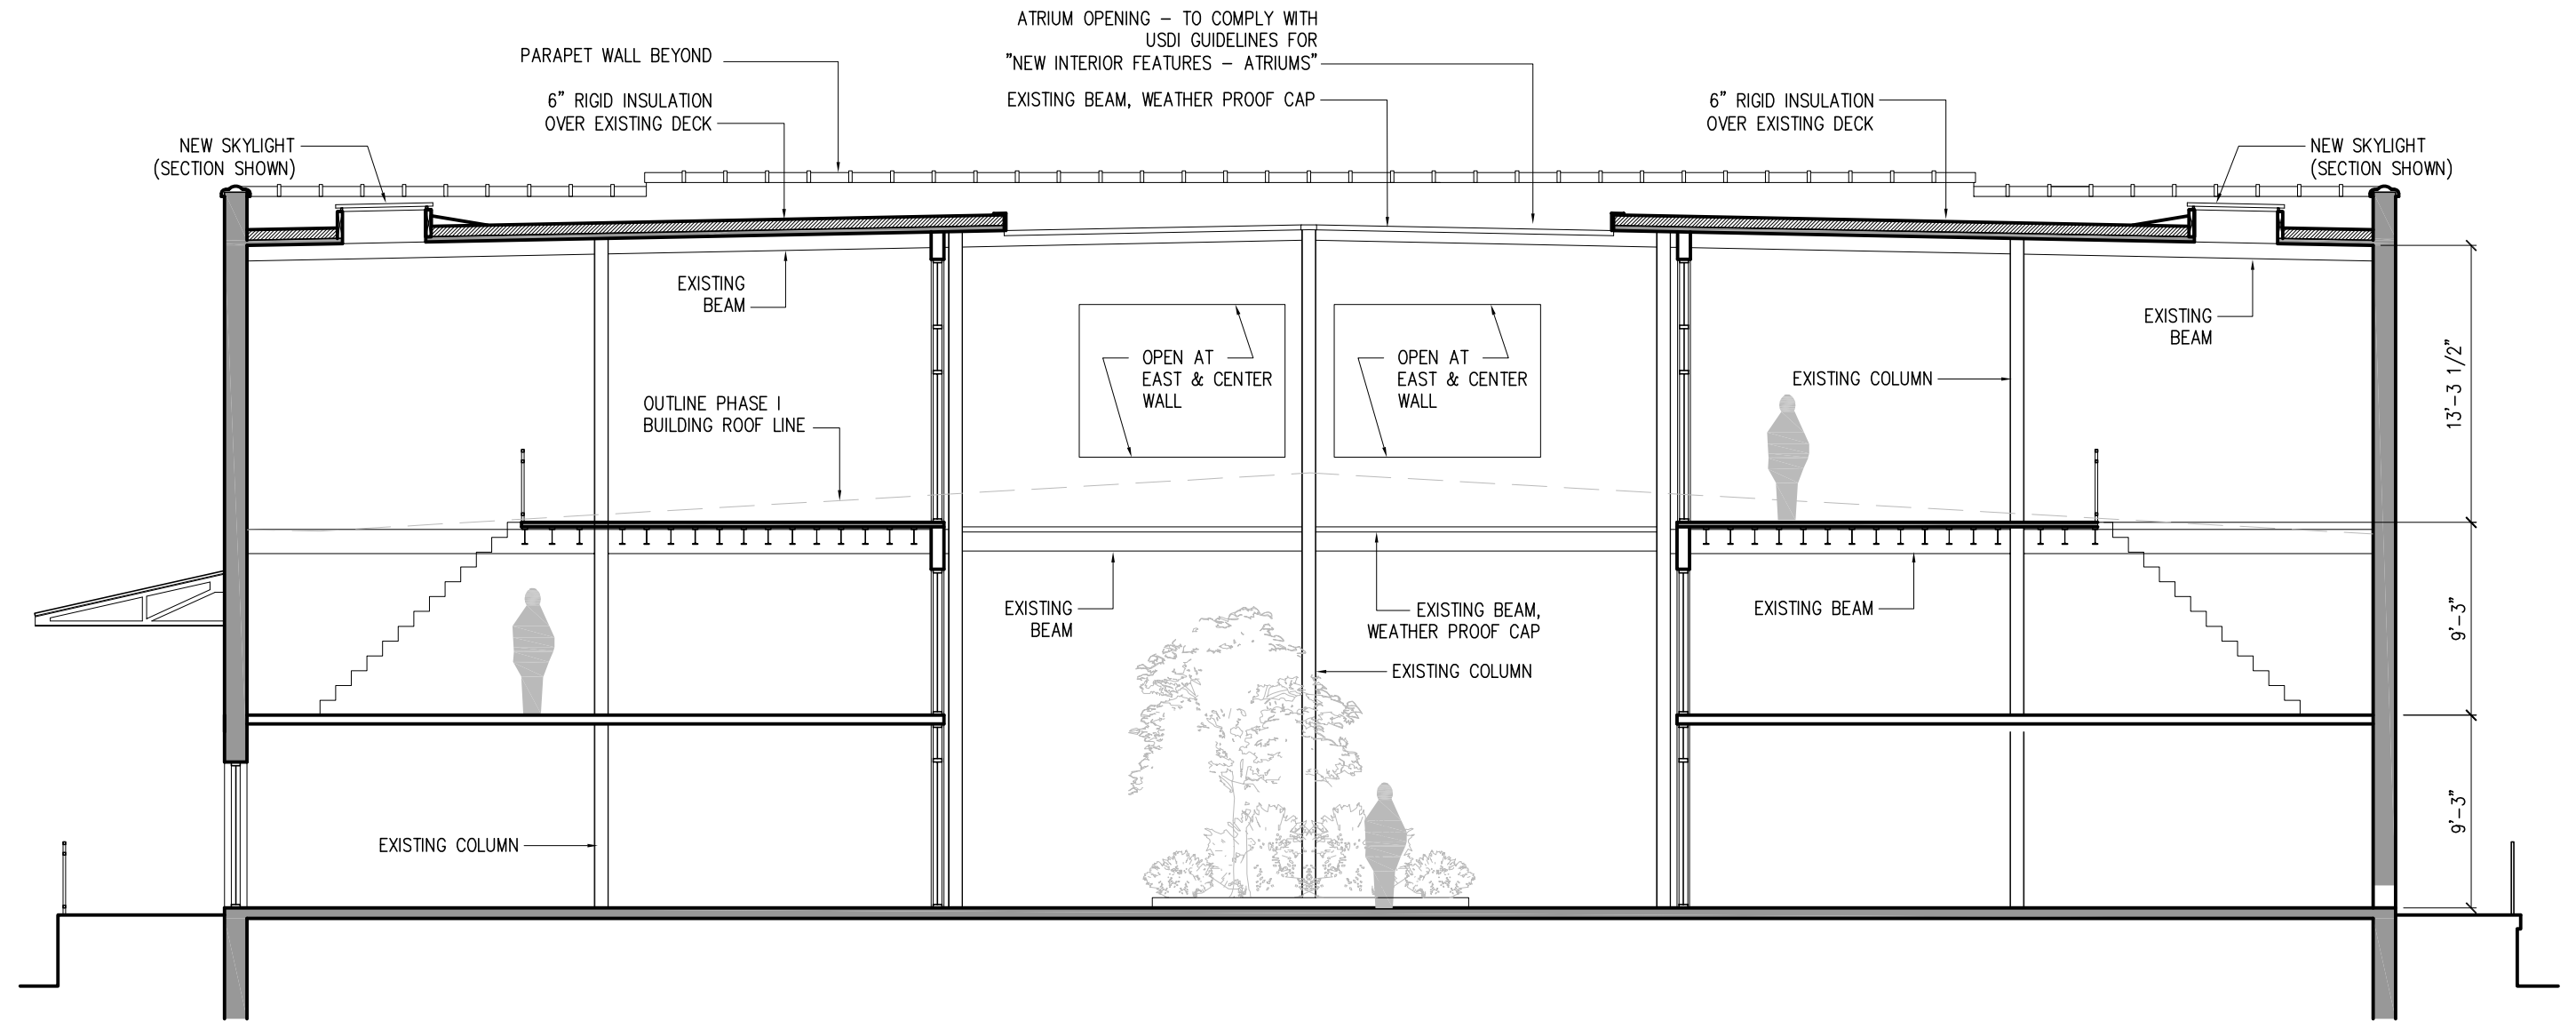 ATRIUM OPENING – TO COMPLY WITH
USDI GUIDELINES FOR
"NEW INTERIOR FEATURES – ATRIUMS"
PARAPET WALL BEYOND
6" RIGID INSULATION
OVER EXISTING DECK
EXISTING BEAM, WEATHER PROOF CAP
6" RIGID INSULATION
OVER EXISTING DECK
NEW SKYLIGHT
(SECTION SHOWN)
NEW SKYLIGHT
(SECTION SHOWN)
EXISTING
BEAM
EXISTING
BEAM
OPEN AT
EAST & CENTER
WALL
OPEN AT
EAST & CENTER
WALL
EXISTING COLUMN
13'-3 1/2"
OUTLINE PHASE I
BUILDING ROOF LINE
EXISTING
BEAM
EXISTING BEAM,
WEATHER PROOF CAP
EXISTING BEAM
9'-3"
EXISTING COLUMN
EXISTING COLUMN
9'-3"